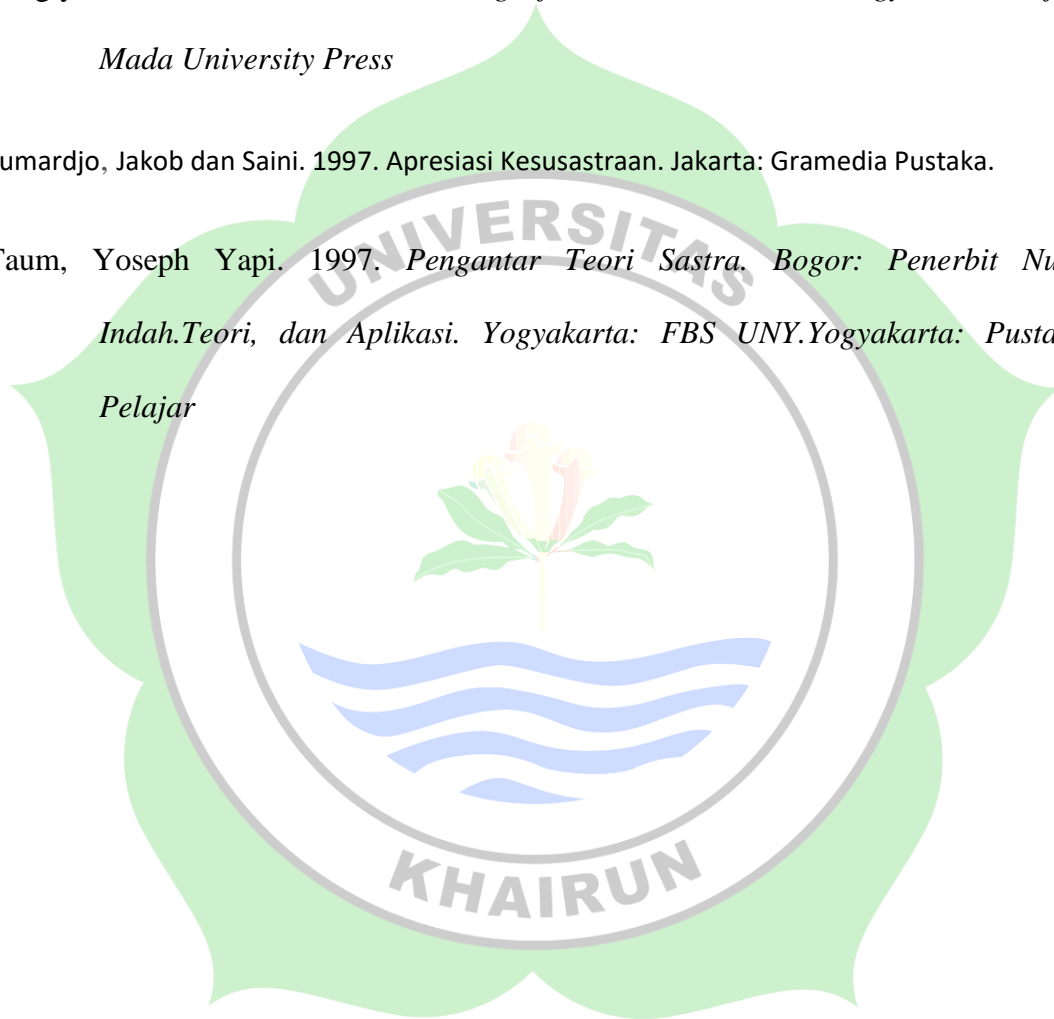 Mada University Press
umardjo, Jakob dan Saini. 1997. Apresiasi Kesusastraan. Jakarta: Gramedia Pustaka.
Taum, Yoseph Yapi. 1997. Pengantar Teori Sastra. Bogor: Penerbit Nu
Indah.Teori, dan Aplikasi. Yogyakarta: FBS UNY.Yogyakarta: Pusta
Pelajar
UNIVERSITAS
KHAIRUN